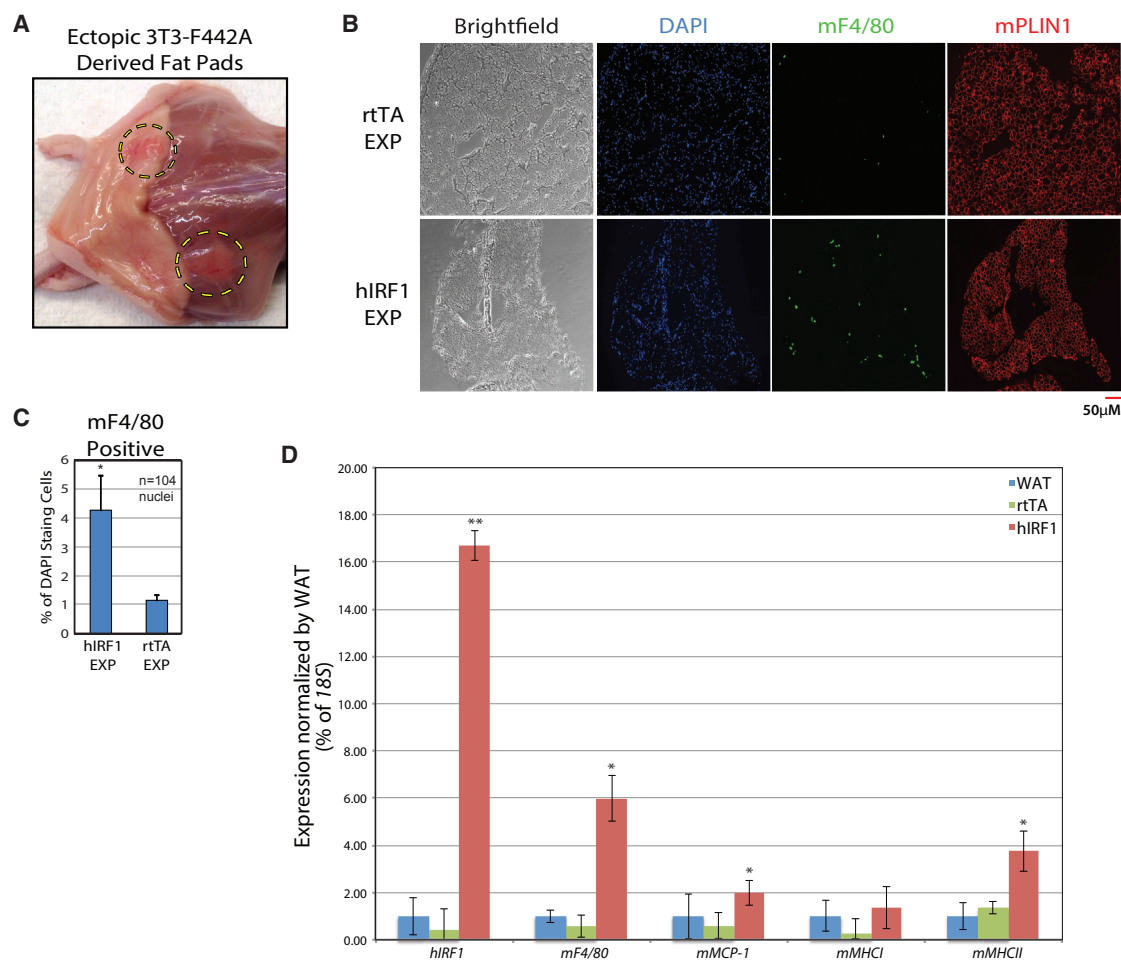 A
Ectopic 3T3-F442A
Derived Fat Pads
B
Brightfield
DAPI
mF4/80
mPLIN1
rtTA
EXP
hIRF1
EXP
50µM
C
mF4/80
Positive
% of DAPI Staing Cells
6
5
4
3
2
1
0
*
n=104
nuclei
hIRF1
EXP
rtTA
EXP
D
Expression normalized by WAT
(% of 18S)
20.00
18.00
16.00
14.00
12.00
10.00
8.00
6.00
4.00
2.00
0.00
WAT
rtTA
hIRF1
**
*
*
*
hIRF1
mF4/80
mMCP-1
mMHCI
mMHCII